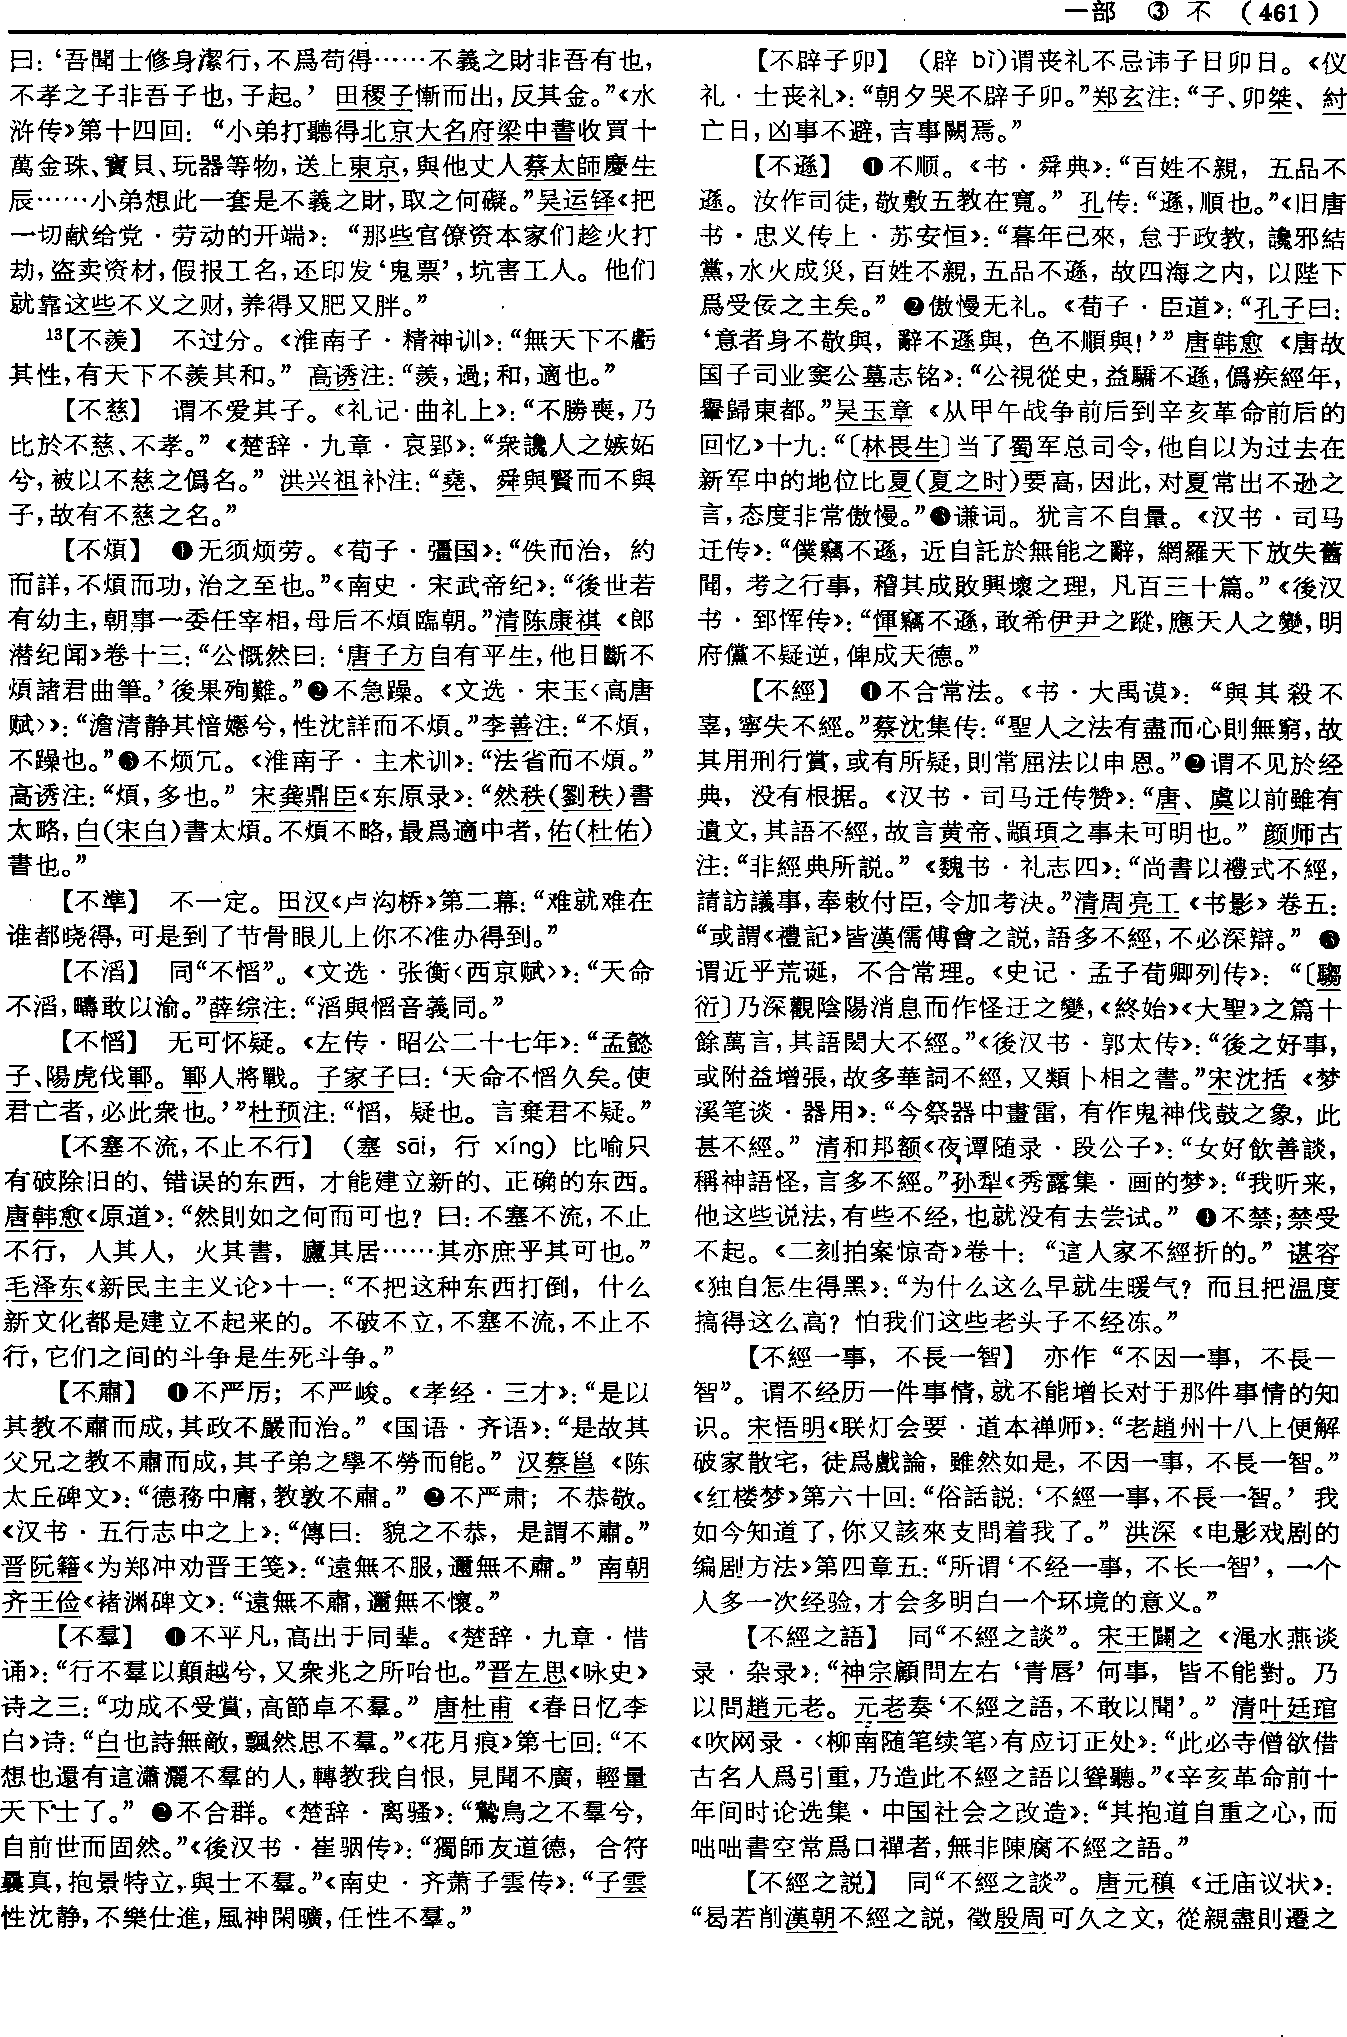 一部 ③ 不 (461)
曰：‘吾聞士修身潔行，不爲苟得……不義之財非吾有也，
不孝之子非吾子也，子起。’ 田稷子慚而出，反其金。”《水
浒传》第十四回：“小弟打聽得北京大名府梁中書收買十
萬金珠、寶貝、玩器等物，送上東京，與他丈人蔡太師慶生
辰……小弟想此一套是不義之財，取之何礙。”吴运铎《把
一切献给党·劳动的开端》：“那些官僚资本家们趁火打
劫，盗卖资材，假报工名，还印发‘鬼票’，坑害工人。他们
就靠这些不义之财，养得又肥又胖。”
13【不羨】 不过分。《淮南子·精神训》：“無天下不虧
其性，有天下不羨其和。” 高诱注：“羨，過；和，適也。”
【不慈】 谓不爱其子。《礼记·曲礼上》：“不勝喪，乃
比於不慈、不孝。”《楚辞·九章·哀郢》：“衆讒人之嫉妬
兮，被以不慈之僞名。” 洪兴祖补注：“堯、舜與賢而不與
子，故有不慈之名。”
【不煩】 ❶无须烦劳。《荀子·彊国》：“佚而治，約
而詳，不煩而功，治之至也。”《南史·宋武帝纪》：“後世若
有幼主，朝事一委任宰相，母后不煩臨朝。”清陈康祺《郎
潜纪闻》卷十三：“公慨然曰：‘唐子方自有平生，他日斷不
煩諸君曲筆。’後果殉難。”❷不急躁。《文选·宋玉〈高唐
赋〉》：“澹清静其愔嫕兮，性沈詳而不煩。”李善注：“不煩，
不躁也。”❸不烦冗。《淮南子·主术训》：“法省而不煩。”
高诱注：“煩，多也。” 宋龚鼎臣《东原录》：“然秩(劉秩)書
太略，白(宋白)書太煩。不煩不略，最爲適中者，佑(杜佑)
書也。”
【不準】 不一定。田汉《卢沟桥》第二幕：“难就难在
谁都晓得，可是到了节骨眼儿上你不准办得到。”
【不滔】 同“不慆”。《文选·张衡〈西京赋〉》：“天命
不滔，疇敢以渝。”薛综注：“滔與慆音義同。”
【不慆】 无可怀疑。《左传·昭公二十七年》：“孟懿
子、陽虎伐鄆。鄆人將戰。子家子曰：‘天命不慆久矣。使
君亡者，必此衆也。’”杜预注：“慆，疑也。言棄君不疑。”
【不塞不流，不止不行】 (塞 sāi，行 xíng) 比喻只
有破除旧的、错误的东西，才能建立新的、正确的东西。
唐韩愈《原道》：“然則如之何而可也？曰：不塞不流，不止
不行，人其人，火其書，廬其居……其亦庶乎其可也。”
毛泽东《新民主主义论》十一：“不把这种东西打倒，什么
新文化都是建立不起来的。不破不立，不塞不流，不止不
行，它们之间的斗争是生死斗争。”
【不肅】 ❶不严厉；不严峻。《孝经·三才》：“是以
其教不肅而成，其政不嚴而治。”《国语·齐语》：“是故其
父兄之教不肅而成，其子弟之學不勞而能。” 汉蔡邕《陈
太丘碑文》：“德務中庸，教敦不肅。” ❷不严肃；不恭敬。
《汉书·五行志中之上》：“傳曰：貌之不恭，是謂不肅。”
晋阮籍《为郑冲劝晋王笺》：“遠無不服，邇無不肅。” 南朝
齐王俭《褚渊碑文》：“遠無不肅，邇無不懷。”
【不羣】 ❶不平凡，高出于同辈。《楚辞·九章·惜
诵》：“行不羣以顛越兮，又衆兆之所咍也。”晋左思《咏史》
诗之三：“功成不受賞，高節卓不羣。” 唐杜甫《春日忆李
白》诗：“白也詩無敵，飄然思不羣。”《花月痕》第七回：“不
想也還有這瀟灑不羣的人，轉教我自恨，見聞不廣，輕量
天下士了。” ❷不合群。《楚辞·离骚》：“鷙鳥之不羣兮，
自前世而固然。”《後汉书·崔骃传》：“獨師友道德，合符
曩真，抱景特立，與士不羣。”《南史·齐萧子雲传》：“子雲
性沈静，不樂仕進，風神閑曠，任性不羣。”
【不辟子卯】 (辟 bì)谓丧礼不忌讳子日卯日。《仪
礼·士丧礼》：“朝夕哭不辟子卯。”郑玄注：“子、卯桀、紂
亡日，凶事不避，吉事闕焉。”
【不遜】 ❶不顺。《书·舜典》：“百姓不親，五品不
遜。汝作司徒，敬敷五教在寬。” 孔传：“遜，順也。”《旧唐
书·忠义传上·苏安恒》：“暮年已來，怠于政教，讒邪結
黨，水火成災，百姓不親，五品不遜，故四海之内，以陛下
爲受佞之主矣。” ❷傲慢无礼。《荀子·臣道》：“孔子曰：
‘意者身不敬與，辭不遜與，色不順與！’” 唐韩愈《唐故
国子司业窦公墓志铭》：“公視從史，益驕不遜，僞疾經年，
轝歸東都。”吴玉章《从甲午战争前后到辛亥革命前后的
回忆》十九：“〔林畏生〕当了蜀军总司令，他自以为过去在
新军中的地位比夏(夏之时)要高，因此，对夏常出不逊之
言，态度非常傲慢。”❸谦词。犹言不自量。《汉书·司马
迁传》：“僕竊不遜，近自託於無能之辭，網羅天下放失舊
聞，考之行事，稽其成敗興壞之理，凡百三十篇。”《後汉
书·郅恽传》：“惲竊不遜，敢希伊尹之蹤，應天人之變，明
府儻不疑逆，俾成天德。”
【不經】 ❶不合常法。《书·大禹谟》：“與其殺不
辜，寧失不經。”蔡沈集传：“聖人之法有盡而心則無窮，故
其用刑行賞，或有所疑，則常屈法以申恩。”❷谓不见於经
典，没有根据。《汉书·司马迁传赞》：“唐、虞以前雖有
遺文，其語不經，故言黄帝、顓頊之事未可明也。” 颜师古
注：“非經典所説。”《魏书·礼志四》：“尚書以禮式不經，
請訪議事，奉敕付臣，令加考决。”清周亮工《书影》卷五：
“或謂《禮記》皆漢儒傅會之説，語多不經，不必深辯。” ❸
谓近乎荒诞，不合常理。《史记·孟子荀卿列传》：“〔騶
衍〕乃深觀陰陽消息而作怪迂之變，《終始》《大聖》之篇十
餘萬言，其語閎大不經。”《後汉书·郭太传》：“後之好事，
或附益增張，故多華詞不經，又類卜相之書。”宋沈括《梦
溪笔谈·器用》：“今祭器中畫雷，有作鬼神伐鼓之象，此
甚不經。” 清和邦额《夜谭随录·段公子》：“女好飲善談，
稱神語怪，言多不經。”孙犁《秀露集·画的梦》：“我听来，
他这些说法，有些不经，也就没有去尝试。” ❹不禁；禁受
不起。《二刻拍案惊奇》卷十：“這人家不經折的。” 谌容
《独自怎生得黑》：“为什么这么早就生暖气？而且把温度
搞得这么高？怕我们这些老头子不经冻。”
【不經一事，不長一智】 亦作“不因一事，不長一
智”。谓不经历一件事情，就不能增长对于那件事情的知
识。宋悟明《联灯会要·道本禅师》：“老趙州十八上便解
破家散宅，徒爲戲論，雖然如是，不因一事，不長一智。”
《红楼梦》第六十回：“俗話説：‘不經一事，不長一智。’我
如今知道了，你又該來支問着我了。” 洪深《电影戏剧的
编剧方法》第四章五：“所谓‘不经一事，不长一智’，一个
人多一次经验，才会多明白一个环境的意义。”
【不經之語】 同“不經之談”。宋王闢之《渑水燕谈
录·杂录》：“神宗顧問左右‘青唇’何事，皆不能對。乃
以問趙元老。元老奏‘不經之語，不敢以聞’。” 清叶廷琯
《吹网录·〈柳南随笔续笔〉有应订正处》：“此必寺僧欲借
古名人爲引重，乃造此不經之語以聳聽。”《辛亥革命前十
年间时论选集·中国社会之改造》：“其抱道自重之心，而
咄咄書空常爲口禪者，無非陳腐不經之語。”
【不經之説】 同“不經之談”。唐元稹《迁庙议状》：
“曷若削漢朝不經之説，徵殷周可久之文，從親盡則遷之